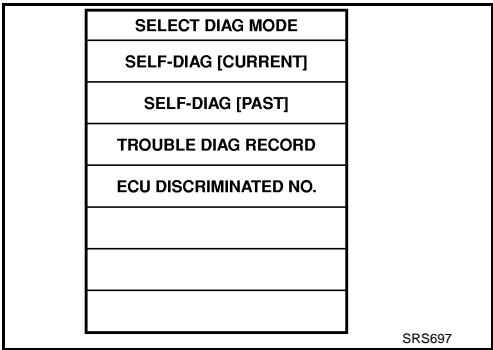 SELECT DIAG MODE
SELF-DIAG [CURRENT]
SELF-DIAG [PAST]
TROUBLE DIAG RECORD
ECU DISCRIMINATED NO.
SRS697